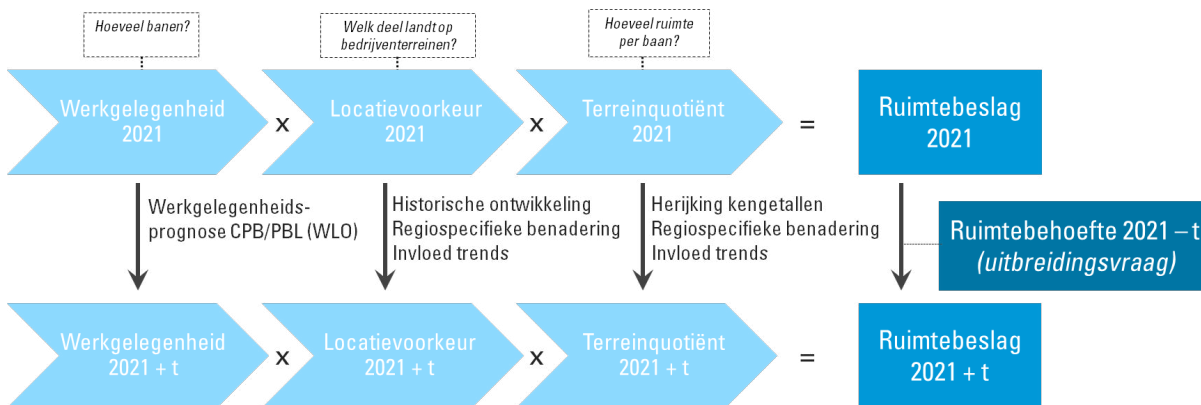 Hoeveel banen?
Welk deel landt op
bedrijventerreinen?
Hoeveel ruimte
per baan?
Werkgelegenheid
2021
x
Locatievoorkeur
2021
x
Terreinquotiënt
2021
=
Ruimtebeslag
2021
Werkgelegenheids-
prognose CPB/PBL (WLO)
Historische ontwikkeling
Regiospecifieke benadering
Invloed trends
Herijking kengetallen
Regiospecifieke benadering
Invloed trends
Ruimtebehoefte 2021 – t
(uitbreidingsvraag)
Werkgelegenheid
2021 + t
x
Locatievoorkeur
2021 + t
x
Terreinquotiënt
2021 + t
=
Ruimtebeslag
2021 + t